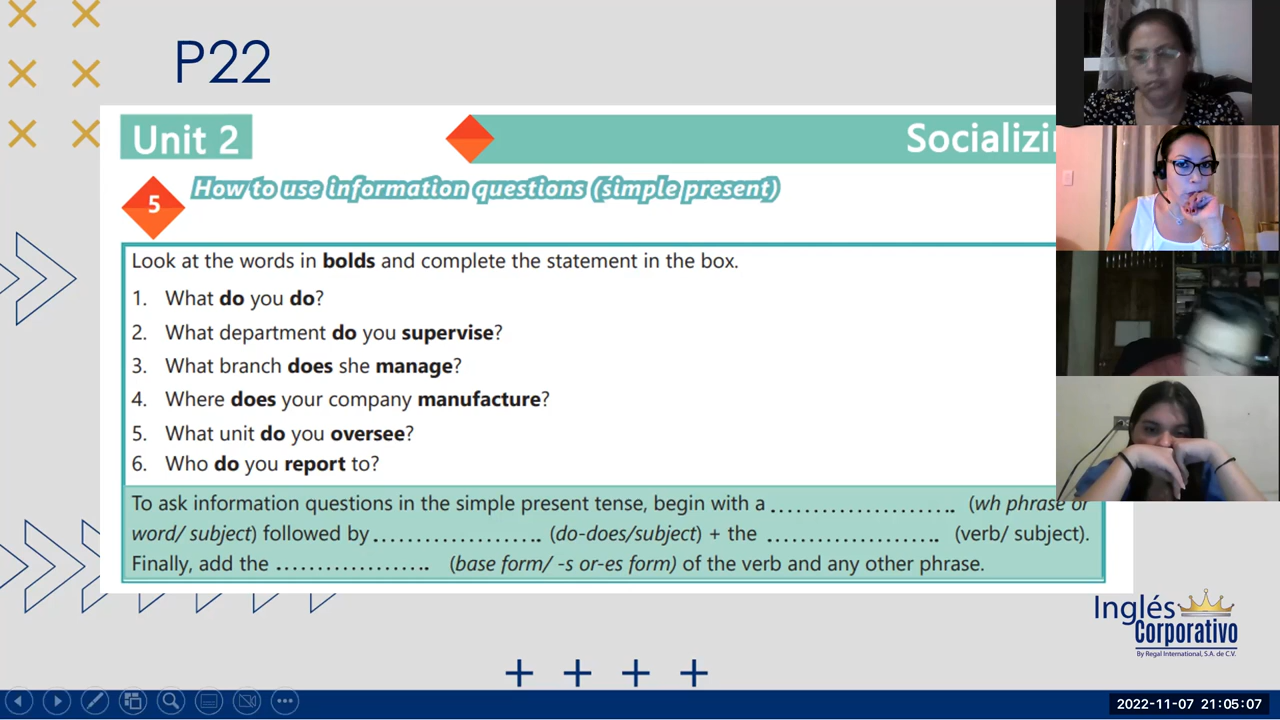 P22
Unit 2
Socializi
5
How to use information questions (simple present)
Look at the words in bolds and complete the statement in the box.
1. What do you do?
2. What department do you supervise?
3. What branch does she manage?
4. Where does your company manufacture?
5. What unit do you oversee?
6. Who do you report to?
To ask information questions in the simple present tense, begin with a ...................... (wh phrase or
word/ subject) followed by .................... (do-does/subject) + the .................... (verb/ subject).
Finally, add the .................. (base form/ -s or-es form) of the verb and any other phrase.
Inglés
Corporativo
By Regal International, S.A. de C.V.
2022-11-07 21:05:07